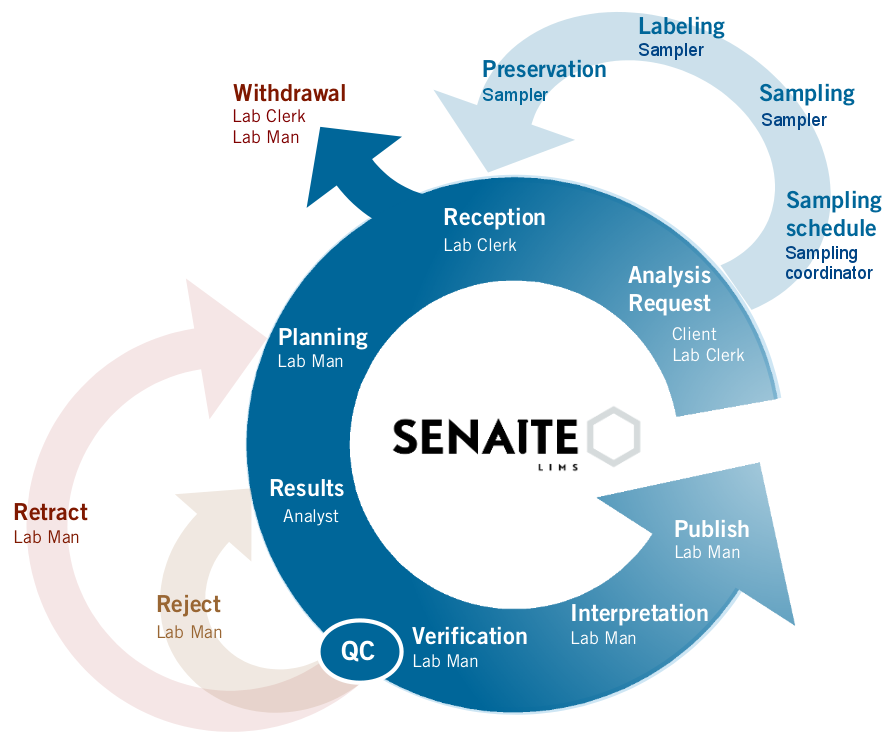 Labeling
Sampler
Preservation
Sampler
Sampling
Sampler
Withdrawal
Lab Clerk
Lab Man
Sampling
schedule
Sampling
coordinator
Reception
Lab Clerk
Analysis
Request
Client
Lab Clerk
Planning
Lab Man
SENAITE
LIMS
Results
Analyst
Retract
Lab Man
Publish
Lab Man
Reject
Lab Man
Interpretation
Lab Man
QC
Verification
Lab Man